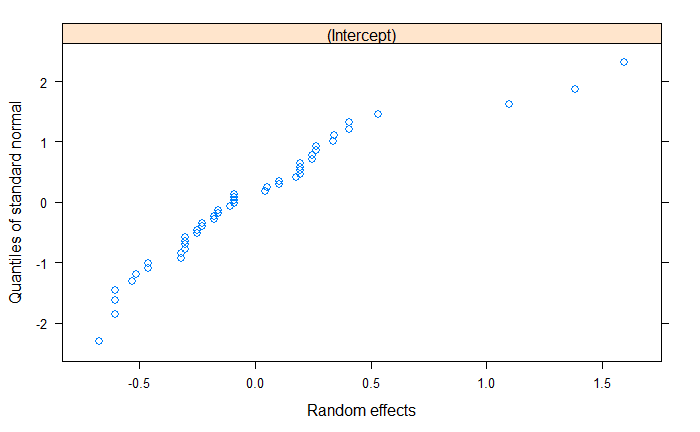 (Intercept)
Quantiles of standard normal
2
1
0
-1
-2
-0.5 0.0 0.5 1.0 1.5
Random effects